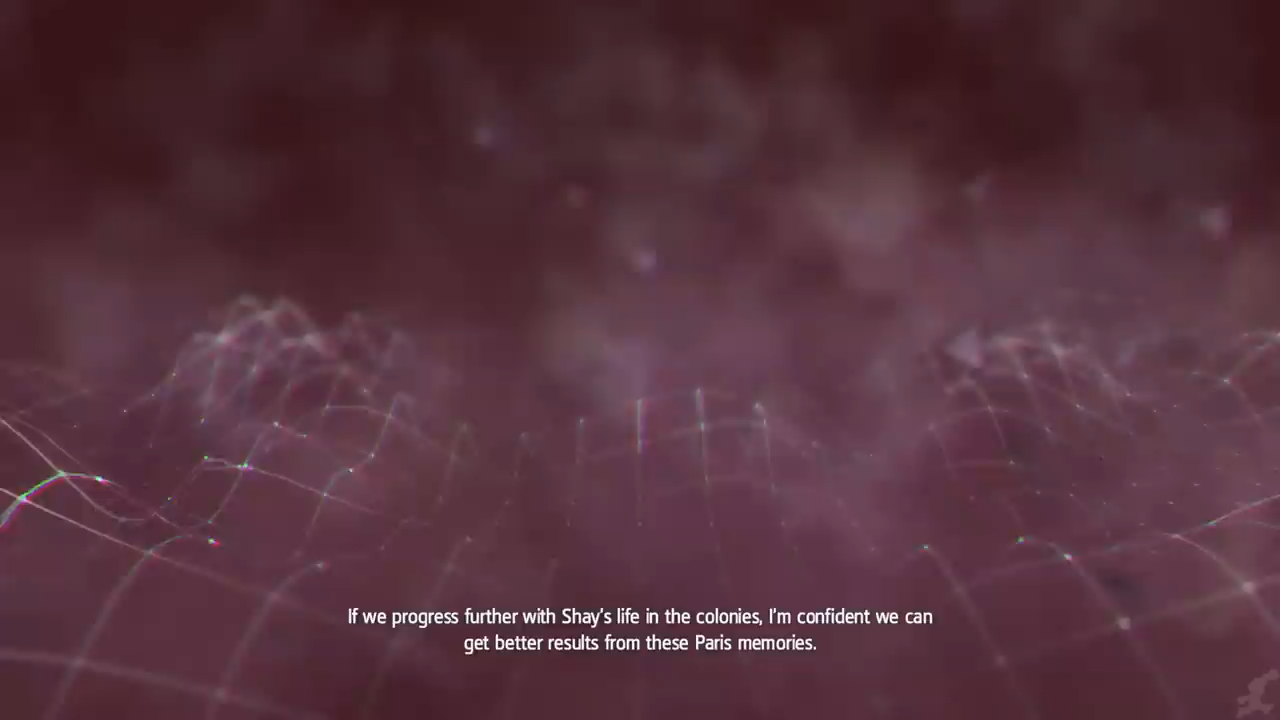 If we progress further with Shay's life in the colonies, I'm confident we can
get better results from these Paris memories.